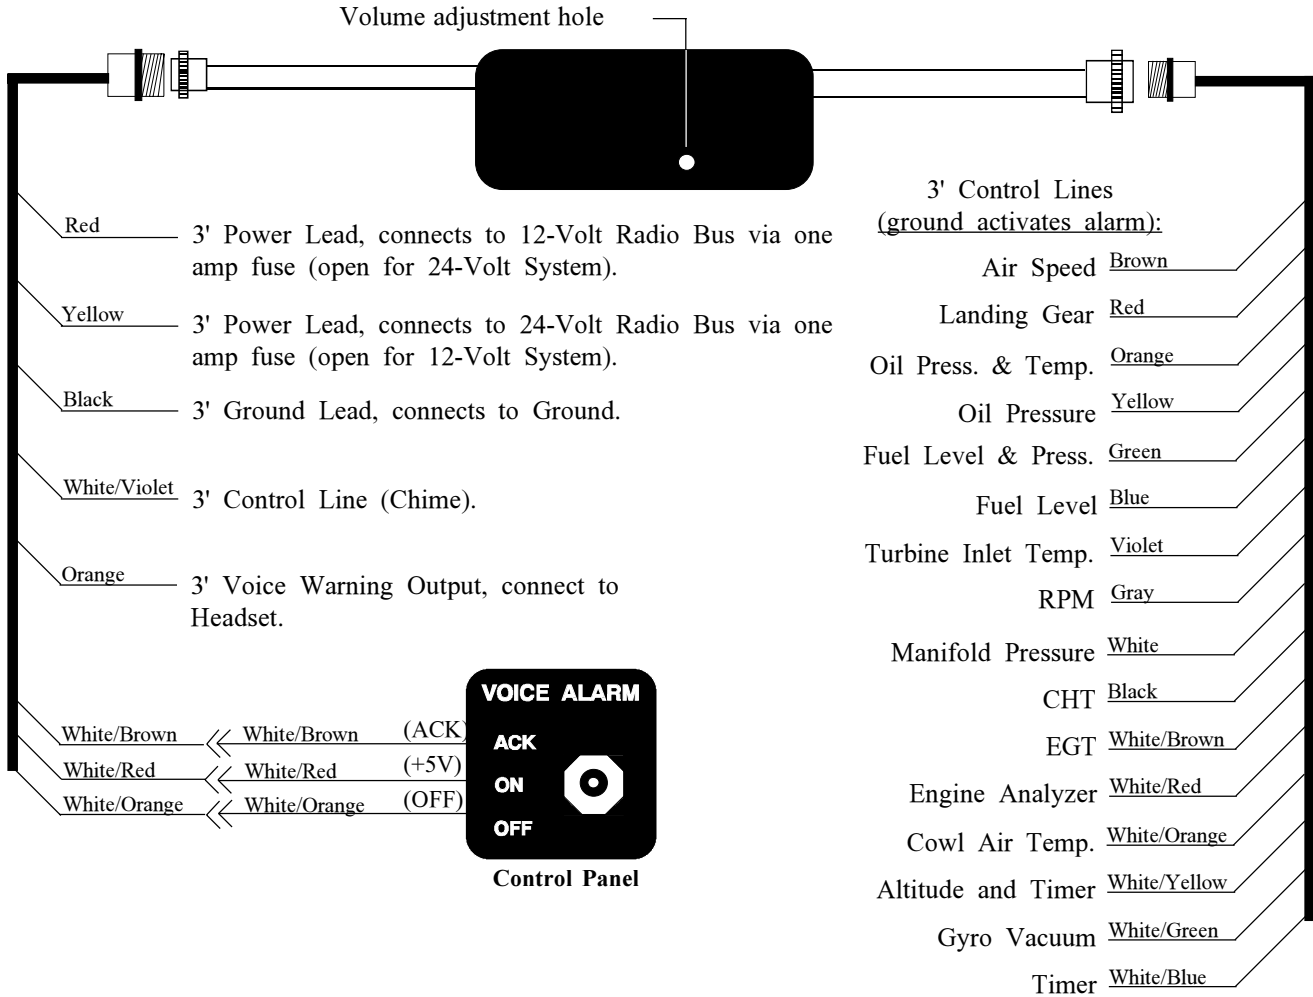 Volume adjustment hole
Red
3' Power Lead, connects to 12-Volt Radio Bus via one
amp fuse (open for 24-Volt System).
Yellow
3' Power Lead, connects to 24-Volt Radio Bus via one
amp fuse (open for 12-Volt System).
Black
3' Ground Lead, connects to Ground.
White/Violet
3' Control Line (Chime).
Orange
3' Voice Warning Output, connect to
Headset.
White/Brown White/Brown (ACK)
White/Red White/Red (+5V)
White/Orange White/Orange (OFF)
VOICE ALARM
ACK
ON
OFF
Control Panel
3' Control Lines
(ground activates alarm):
Air Speed Brown
Landing Gear Red
Oil Press. & Temp. Orange
Oil Pressure Yellow
Fuel Level & Press. Green
Fuel Level Blue
Turbine Inlet Temp. Violet
RPM Gray
Manifold Pressure White
CHT Black
EGT White/Brown
Engine Analyzer White/Red
Cowl Air Temp. White/Orange
Altitude and Timer White/Yellow
Gyro Vacuum White/Green
Timer White/Blue